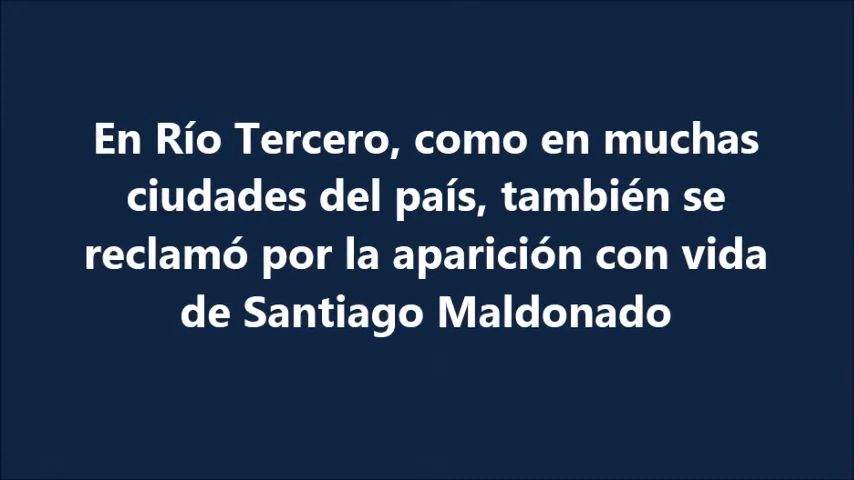 En Río Tercero, como en muchas
ciudades del país, también se
reclamó por la aparición con vida
de Santiago Maldonado